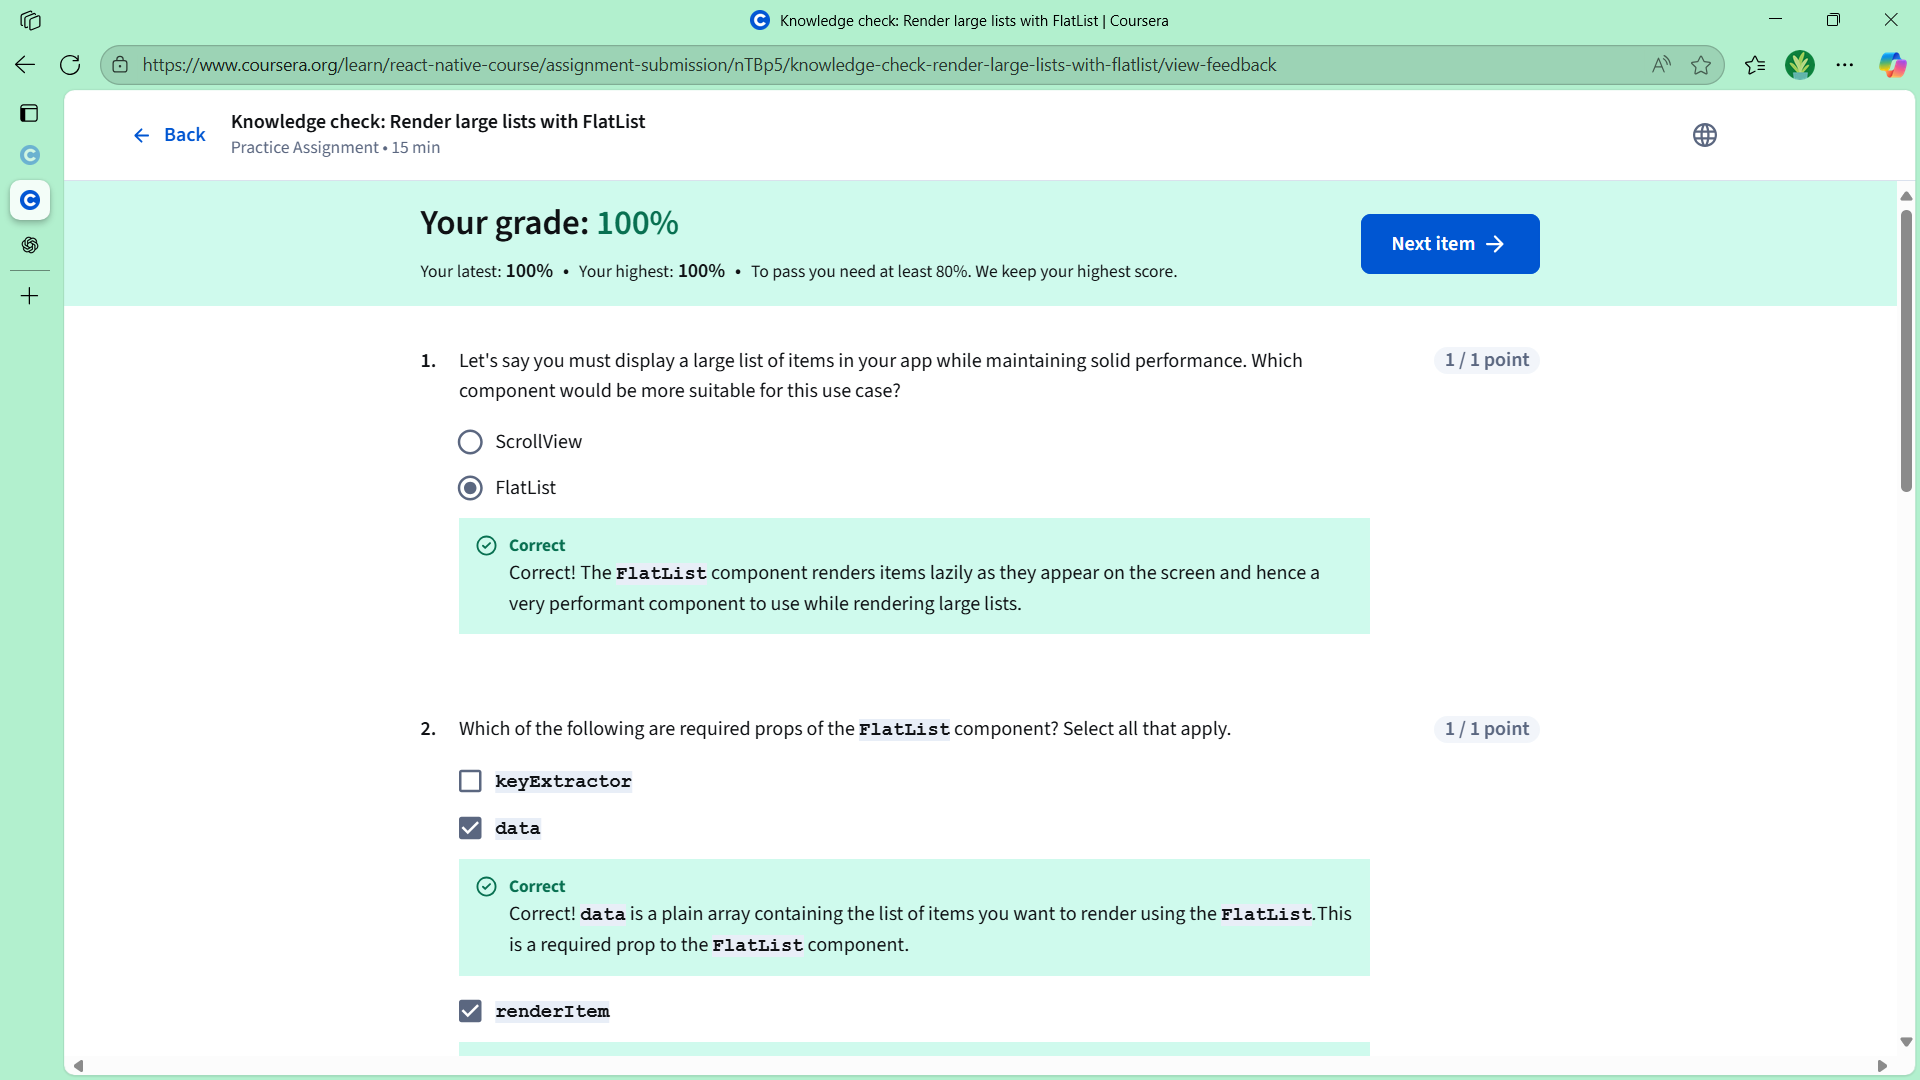 Knowledge check: Render large lists with FlatList | Coursera
https://www.coursera.org/learn/react-native-course/assignment-submission/nTBp5/knowledge-check-render-large-lists-with-flatlist/view-feedback
Back
Knowledge check: Render large lists with FlatList
Practice Assignment • 15 min
Your grade: 100%
Your latest: 100% • Your highest: 100% • To pass you need at least 80%. We keep your highest score.
Next item
1. Let's say you must display a large list of items in your app while maintaining solid performance. Which
component would be more suitable for this use case?
1 / 1 point
ScrollView
FlatList
Correct
Correct! The FlatList component renders items lazily as they appear on the screen and hence a
very performant component to use while rendering large lists.
2. Which of the following are required props of the FlatList component? Select all that apply.
1 / 1 point
keyExtractor
data
Correct
Correct! data is a plain array containing the list of items you want to render using the FlatList.This
is a required prop to the FlatList component.
renderItem